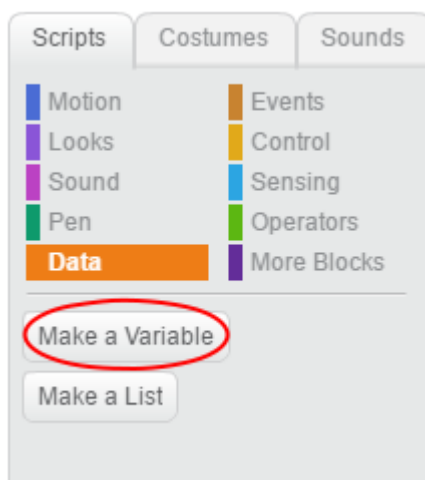 Scripts Costumes Sounds
Motion Events
Looks Control
Sound Sensing
Pen Operators
Data More Blocks
Make a Variable
Make a List